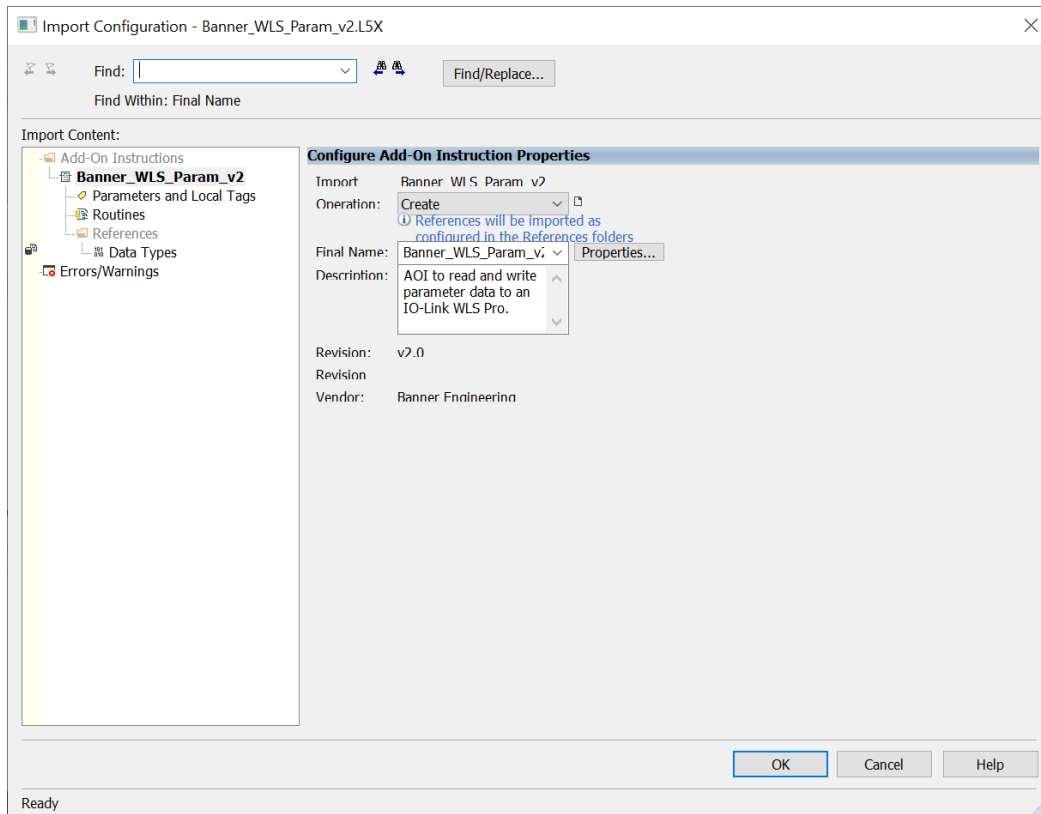 Import Configuration - Banner_WLS_Param_v2.L5X
Find:
Find/Replace...
Find Within: Final Name
Import Content:
Add-On Instructions
Banner_WLS_Param_v2
Parameters and Local Tags
Routines
References
Data Types
Errors/Warnings
Configure Add-On Instruction Properties
Import Banner_WLS_Param_v2
Operation: Create
References will be imported as
configured in the References folders
Final Name: Banner_WLS_Param_v2 Properties...
Description: AOI to read and write
parameter data to an
IO-Link WLS Pro.
Revision: v2.0
Revision
Vendor: Banner Engineering
OK Cancel Help
Ready